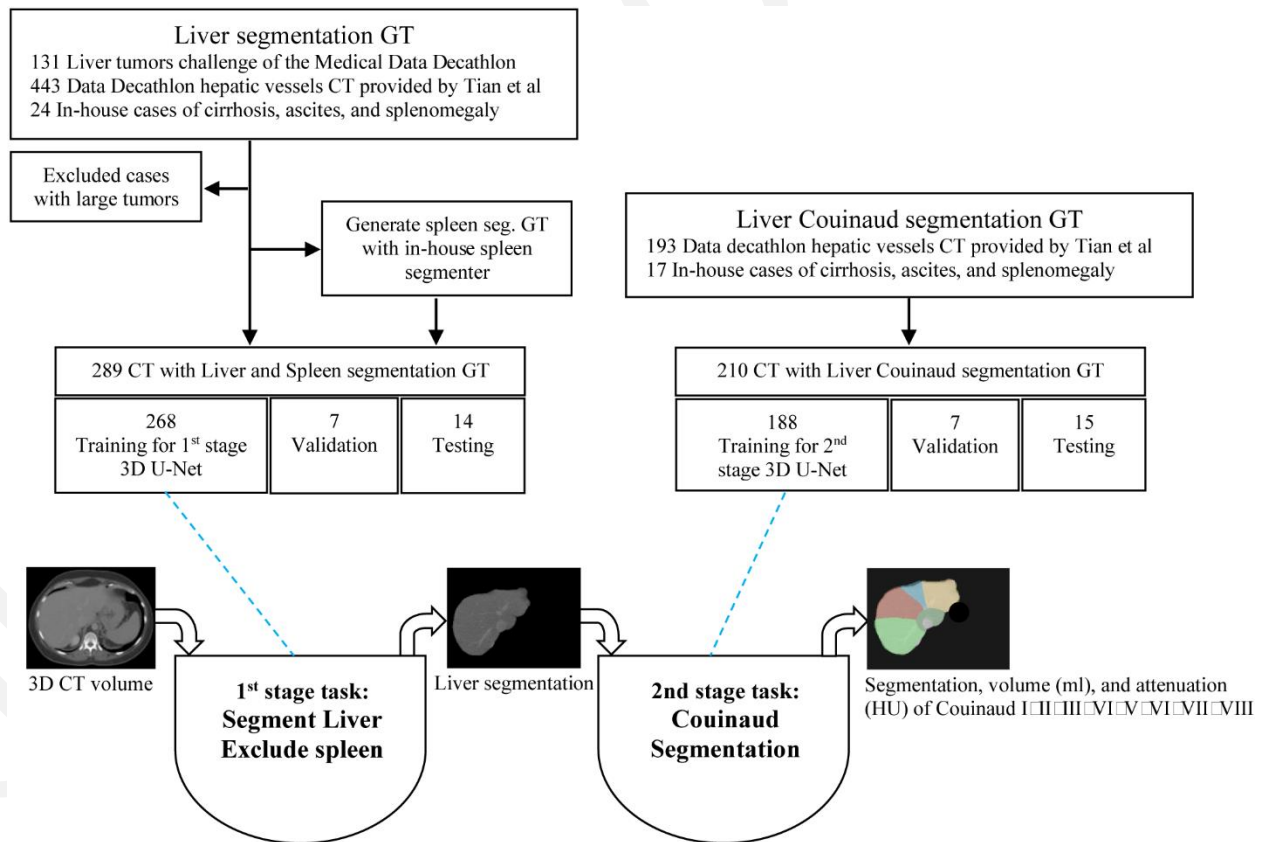 Liver segmentation GT
131 Liver tumors challenge of the Medical Data Decathlon
443 Data Decathlon hepatic vessels CT provided by Tian et al
24 In-house cases of cirrhosis, ascites, and splenomegaly
Excluded cases
with large tumors
Generate spleen seg. GT
with in-house spleen
segmenter
Liver Couinaud segmentation GT
193 Data decathlon hepatic vessels CT provided by Tian et al
17 In-house cases of cirrhosis, ascites, and splenomegaly
289 CT with Liver and Spleen segmentation GT
268
Training for 1st stage
3D U-Net
7
Validation
14
Testing
210 CT with Liver Couinaud segmentation GT
188
Training for 2nd
stage 3D U-Net
7
Validation
15
Testing
3D CT volume
1st stage task:
Segment Liver
Exclude spleen
Liver segmentation
2nd stage task:
Couinaud
Segmentation
Segmentation, volume (ml), and attenuation
(HU) of Couinaud I□II□III□VI□V□VI□VII□VIII